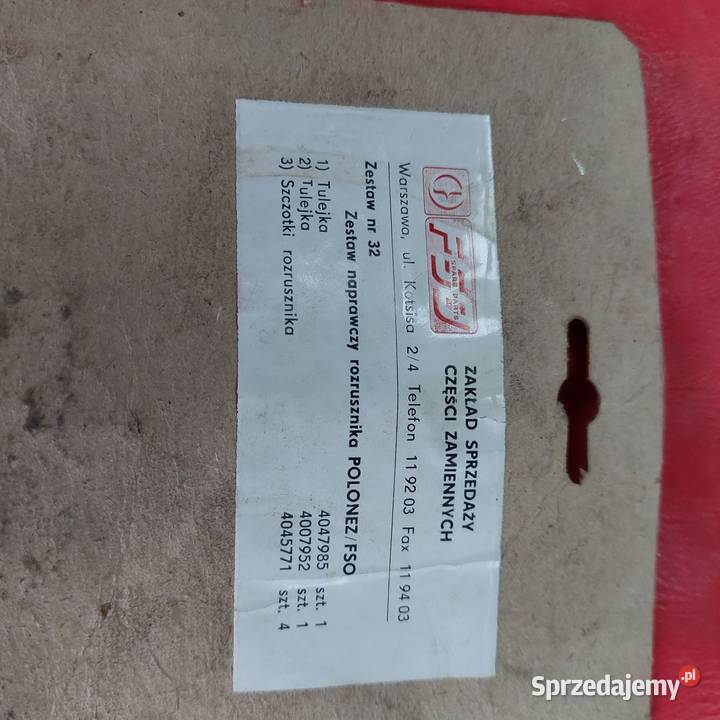 FSO
SPARE PARTS
ZAKŁAD SPRZEDAŻY
CZĘŚCI ZAMIENNYCH
Warszawa, ul. Kotsisa 2/4 Telefon 11 92 03 Fax 11 94 03
Zestaw nr 32
Zestaw naprawczy rozrusznika POLONEZ/FSO
1) Tulejka 4047985 szt. 1
2) Tulejka 4007952 szt. 1
3) Szczotki rozrusznika 4045771 szt. 4
Sprzedajemy.pl